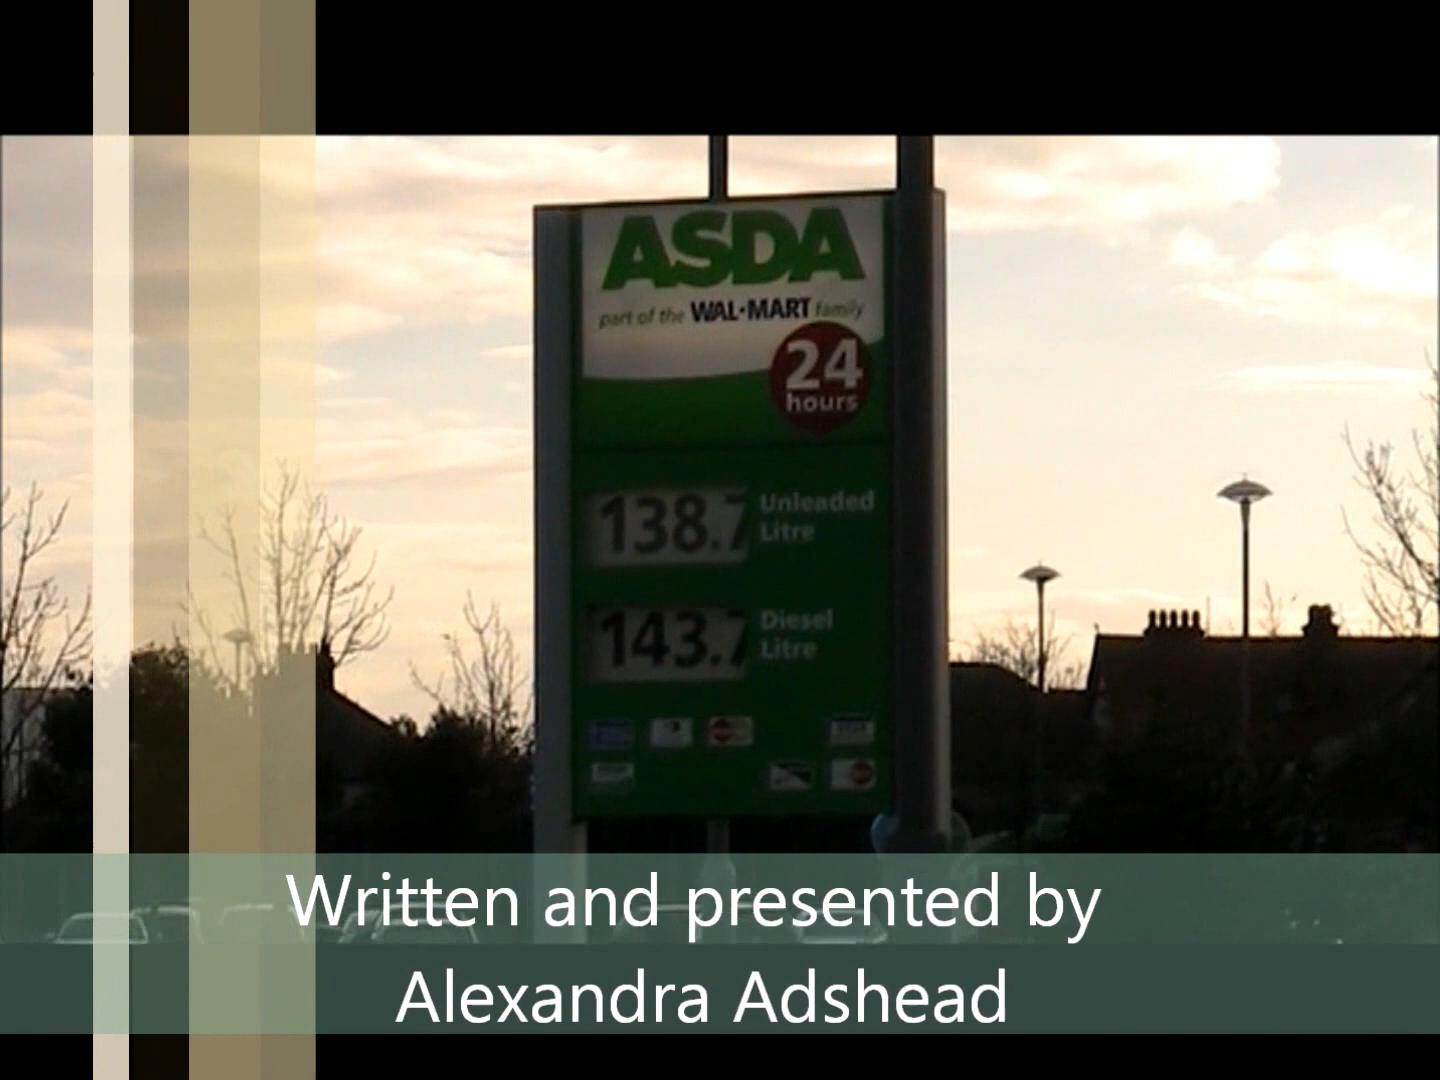 ASDA
part of the WAL•MART family
24
hours
138.7 Unleaded
Litre
143.7 Diesel
Litre
Written and presented by
Alexandra Adshead